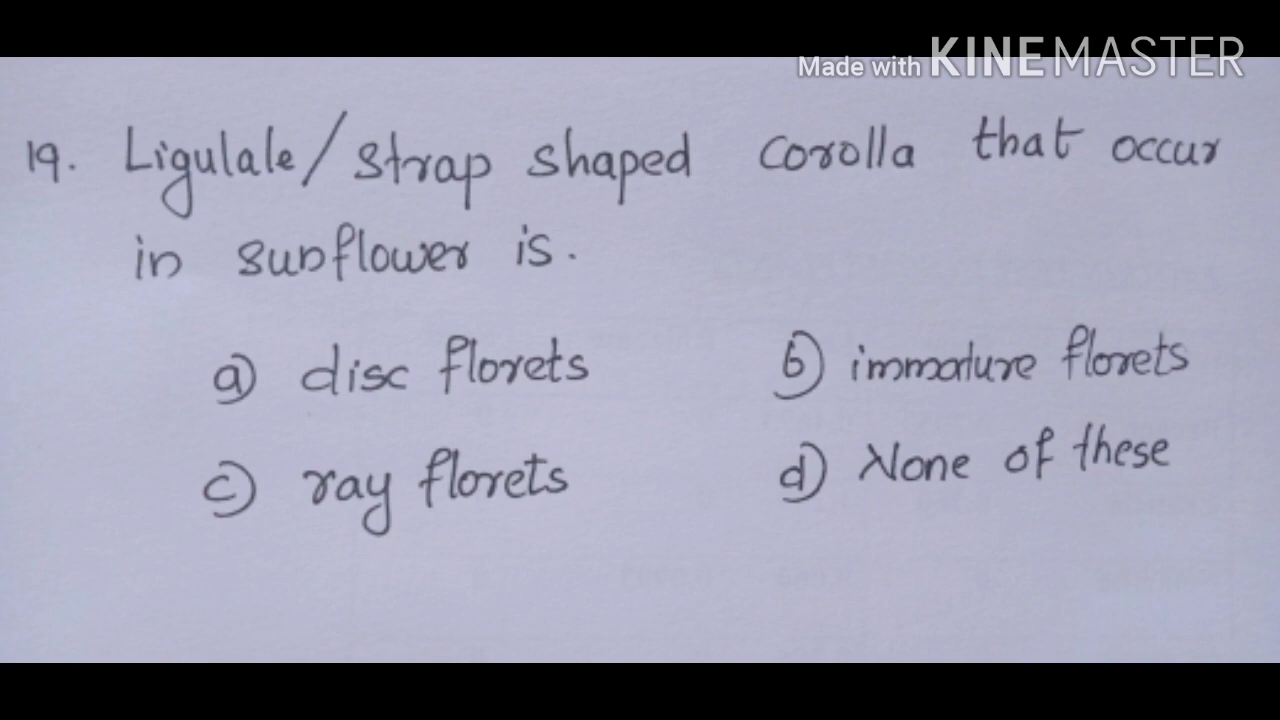 Made with KINEMASTER
19. Ligulale/strap shaped corolla that occur
in sunflower is.
a) disc florets b) immature florets
c) ray florets d) None of these